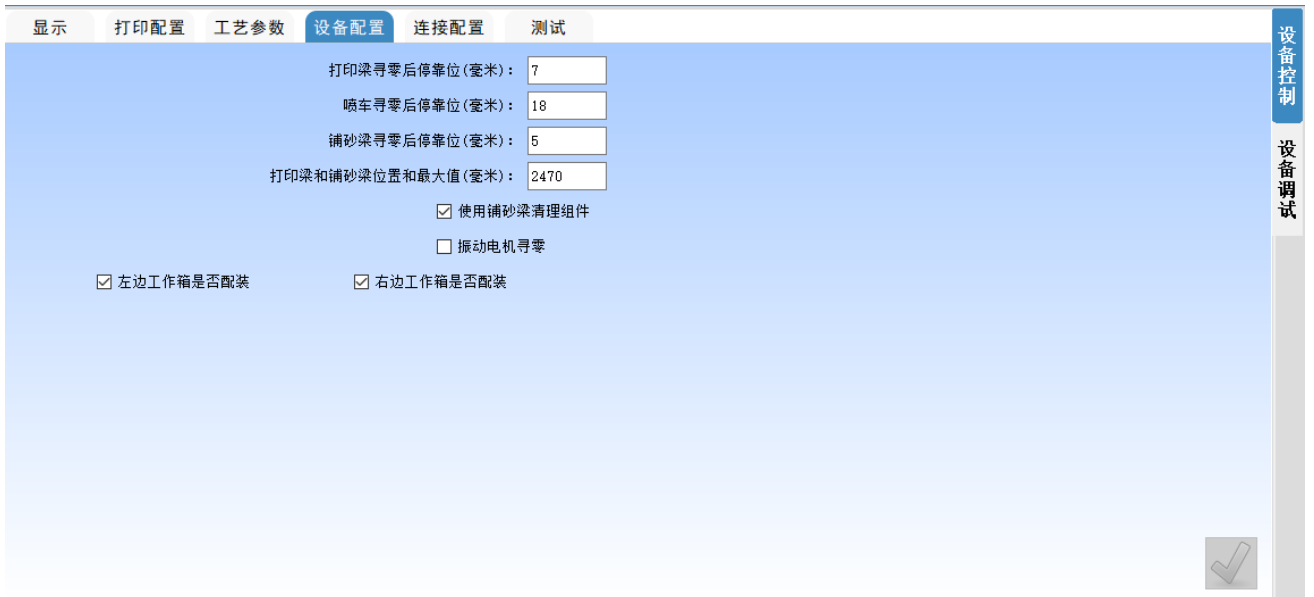 显示 打印配置 工艺参数 设备配置 连接配置 测试
打印梁寻零后停靠位(毫米): 7
喷车寻零后停靠位(毫米): 18
铺砂梁寻零后停靠位(毫米): 5
打印梁和铺砂梁位置和最大值(毫米): 2470
使用铺砂梁清理组件
振动电机寻零
左边工作箱是否配装 右边工作箱是否配装
设备控制
设备调试